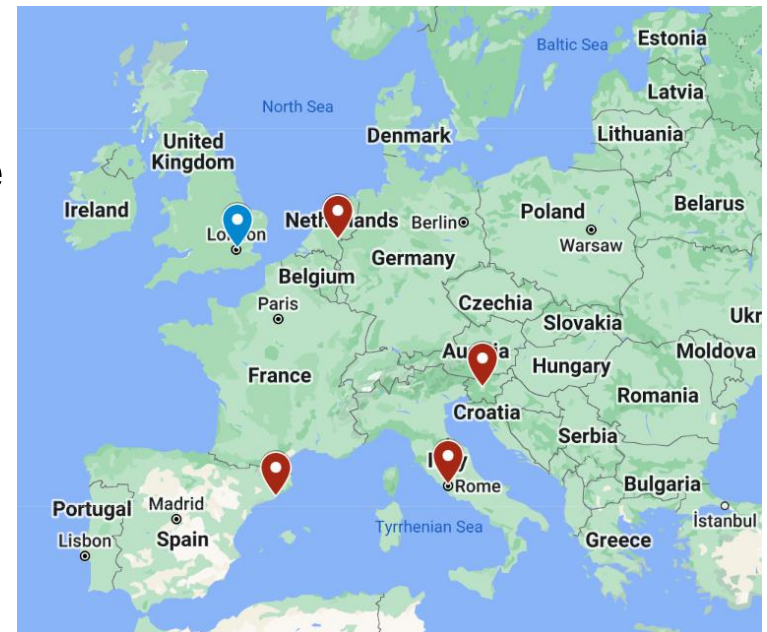 Baltic Sea
Estonia
North Sea
Latvia
Denmark
Lithuania
United
Kingdom
e
Ireland
Belarus
Poland
Berlin
Warsaw
Germany
Belgium
Paris
Czechia
Slovakia
Ukr
Moldova
France
Hungary
Romania
Croatia
Serbia
Bulgaria
Rome
Portugal
Madrid
İstanbul
Tyrrhenian Sea
Lisbon
Spain
Greece